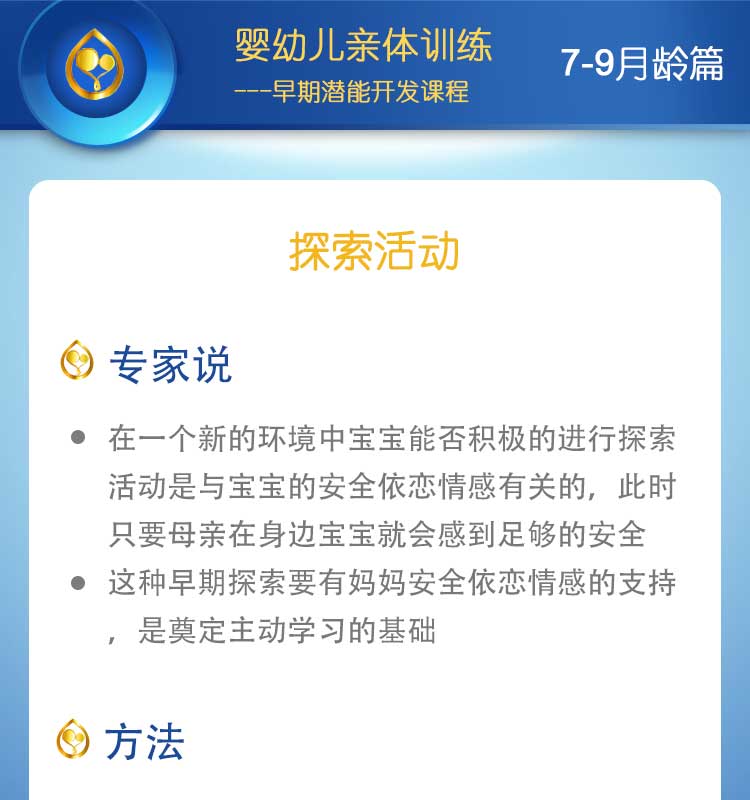 婴幼儿亲体训练
---早期潜能开发课程
7-9月龄篇
探索活动
专家说
● 在一个新的环境中宝宝能否积极的进行探索
活动是与宝宝的安全依恋情感有关的，此时
只要母亲在身边宝宝就会感到足够的安全
● 这种早期探索要有妈妈安全依恋情感的支持
，是奠定主动学习的基础
方法